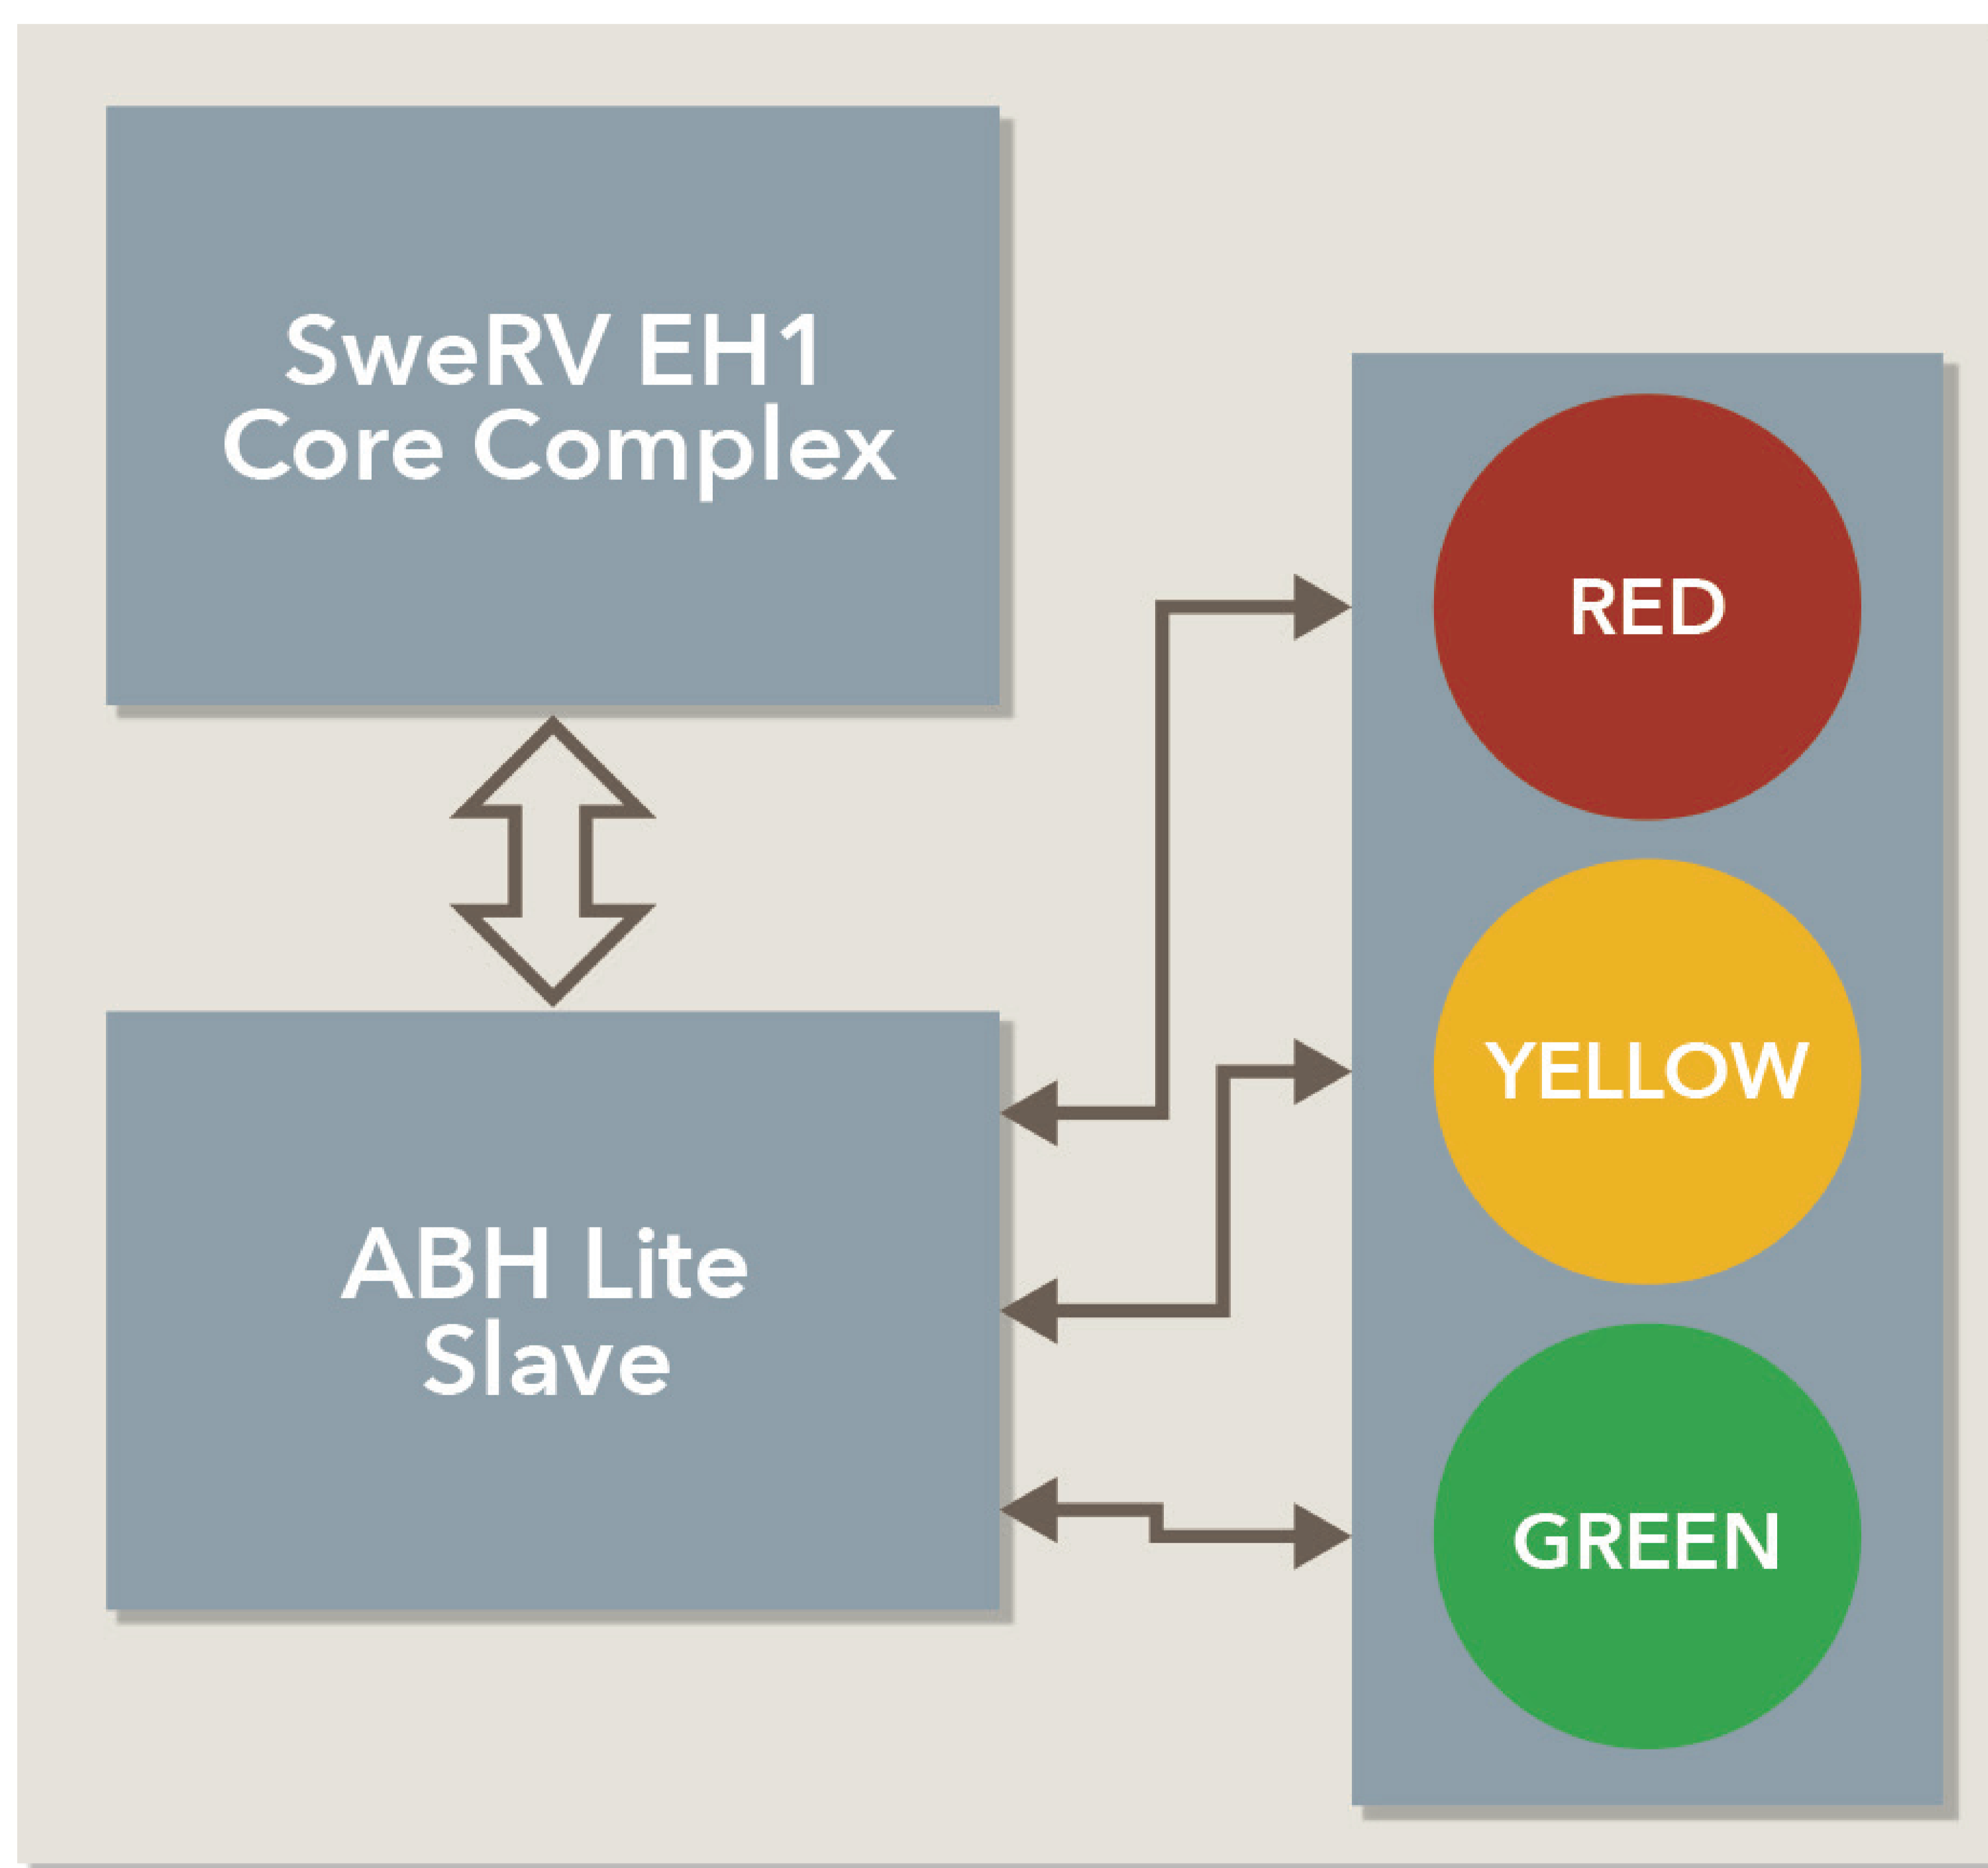 SweRV EH1
Core Complex
ABH Lite
Slave
RED
YELLOW
GREEN